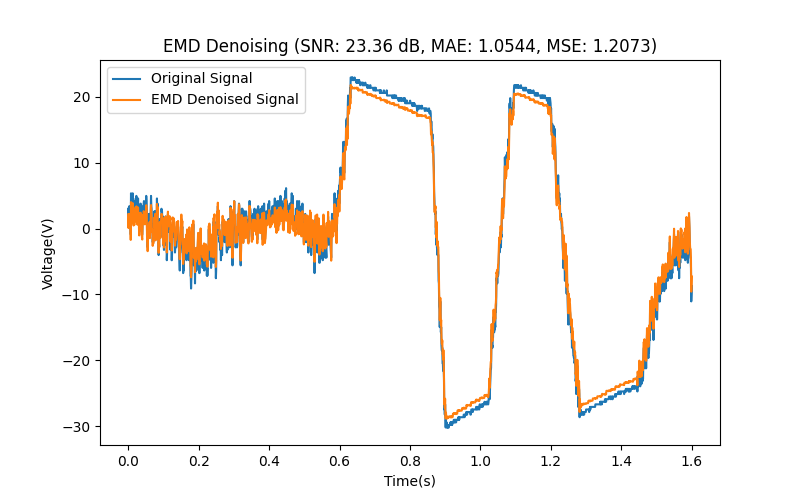 EMD Denoising (SNR: 23.36 dB, MAE: 1.0544, MSE: 1.2073)
Original Signal
EMD Denoised Signal
20
10
0
−10
−20
−30
Voltage(V)
0.0 0.2 0.4 0.6 0.8 1.0 1.2 1.4 1.6
Time(s)